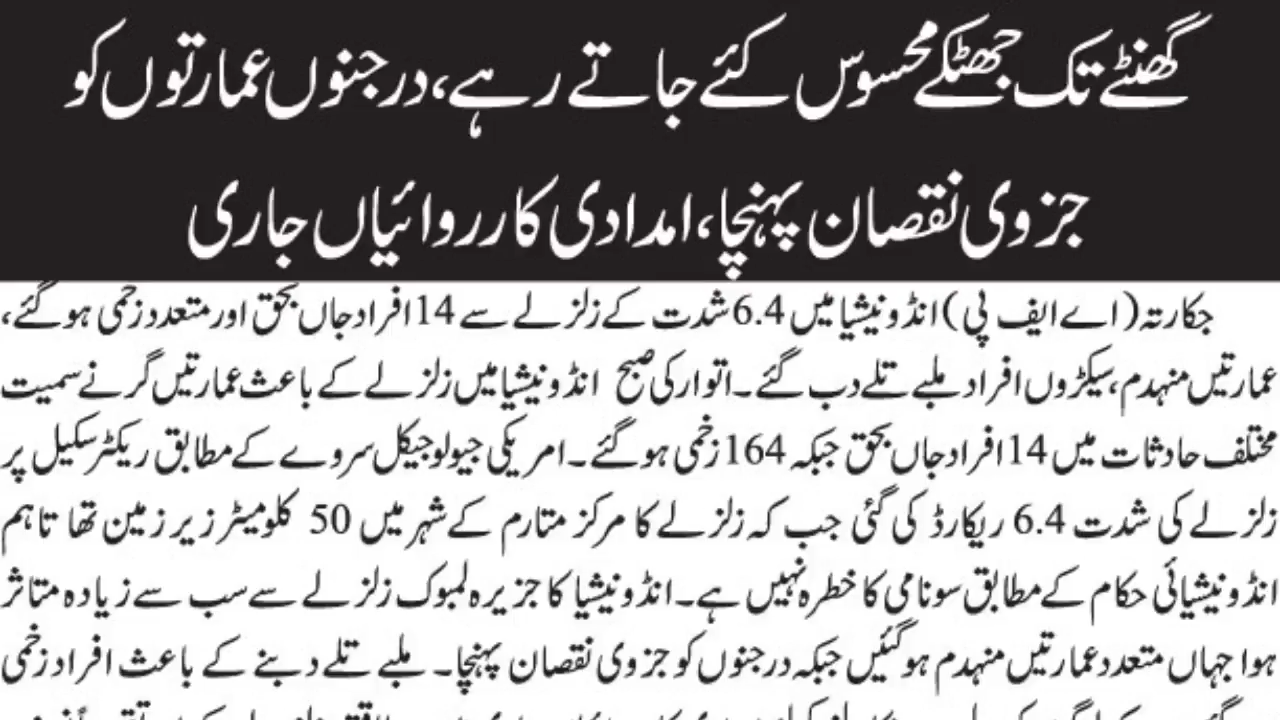 گھنٹے تک جھٹکے محسوس کئے جاتے رہے، درجنوں عمارتوں کو
جزوی نقصان پہنچا، امدادی کارروائیاں جاری
جکارتہ (اے ایف پی) انڈونیشیا میں 6.4 شدت کے زلزلے سے 14 افراد جاں بحق اور متعدد زخمی ہوگئے،
عمارتیں منہدم، سیکڑوں افراد ملبے تلے دب گئے۔ اتوار کی صبح انڈونیشیا میں زلزلے کے باعث عمارتیں گرنے سمیت
مختلف حادثات میں 14 افراد جاں بحق جبکہ 164 زخمی ہوگئے۔ امریکی جیولوجیکل سروے کے مطابق ریکٹر سکیل پر
زلزلے کی شدت 6.4 ریکارڈ کی گئی جب کہ زلزلے کا مرکز متارم کے شہر میں 50 کلومیٹر زیر زمین تھا تاہم
انڈونیشیائی حکام کے مطابق سونامی کا خطرہ نہیں ہے۔ انڈونیشیا کا جزیرہ لمبوک زلزلے سے سب سے زیادہ متاثر
ہوا جہاں متعدد عمارتیں منہدم ہوگئیں جبکہ درجنوں کو جزوی نقصان پہنچا۔ ملبے تلے دبنے کے باعث افراد زخمی